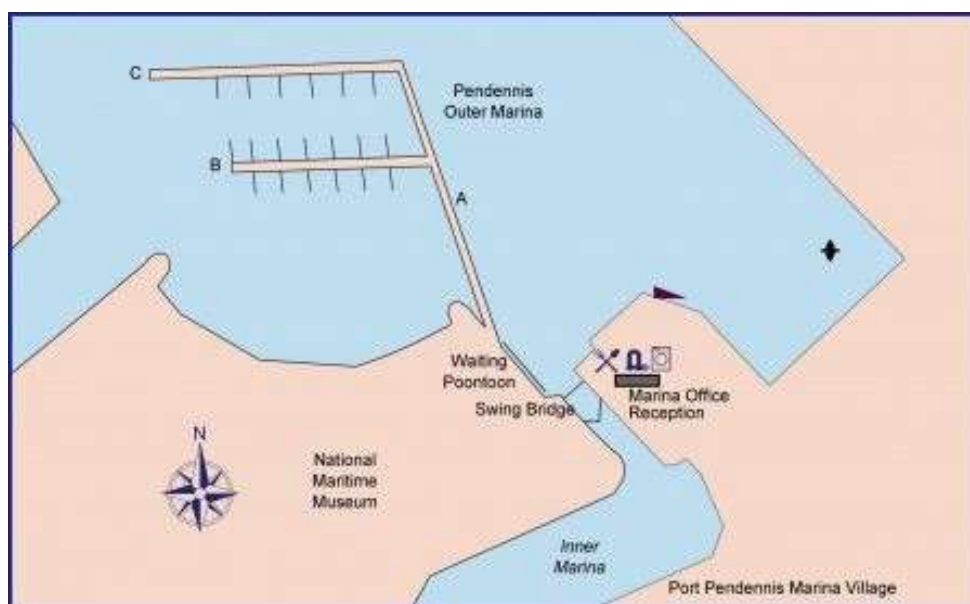 C
Pendennis
Outer Marina
B
A
Waiting
Poontoon
Marina Office
Reception
Swing Bridge
N
National
Maritime
Museum
Inner
Marina
Port Pendennis Marina Village